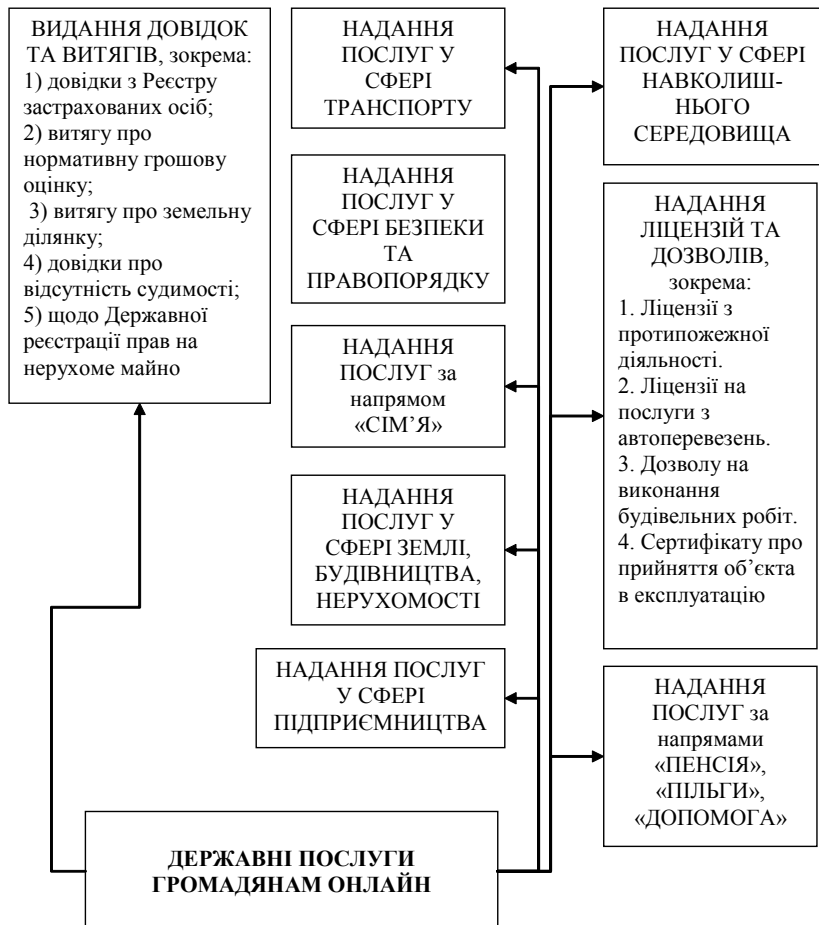 ВИДАННЯ ДОВІДОК
ТА ВИТЯГІВ, зокрема:
1) довідки з Реєстру
застрахованих осіб;
2) витягу про
нормативну грошову
оцінку;
3) витягу про земельну
ділянку;
4) довідки про
відсутність судимості;
5) щодо Державної
реєстрації прав на
нерухоме майно
НАДАННЯ
ПОСЛУГ У
СФЕРІ
ТРАНСПОРТУ
НАДАННЯ
ПОСЛУГ У
СФЕРІ БЕЗПЕКИ
ТА
ПРАВОПОРЯДКУ
НАДАННЯ
ПОСЛУГ за
напрямом
«СІМ’Я»
НАДАННЯ
ПОСЛУГ У
СФЕРІ ЗЕМЛІ,
БУДІВНИЦТВА,
НЕРУХОМОСТІ
НАДАННЯ ПОСЛУГ
У СФЕРІ
ПІДПРИЄМНИЦТВА
НАДАННЯ
ПОСЛУГ У СФЕРІ
НАВКОЛИШ-
НЬОГО
СЕРЕДОВИЩА
НАДАННЯ
ЛІЦЕНЗІЙ ТА
ДОЗВОЛІВ,
зокрема:
1. Ліцензії з
протипожежної
діяльності.
2. Ліцензії на
послуги з
автоперевезень.
3. Дозволу на
виконання
будівельних робіт.
4. Сертифікату про
прийняття об’єкта
в експлуатацію
НАДАННЯ
ПОСЛУГ за
напрямами
«ПЕНСІЯ»,
«ПІЛЬГИ»,
«ДОПОМОГА»
ДЕРЖАВНІ ПОСЛУГИ
ГРОМАДЯНАМ ОНЛАЙН